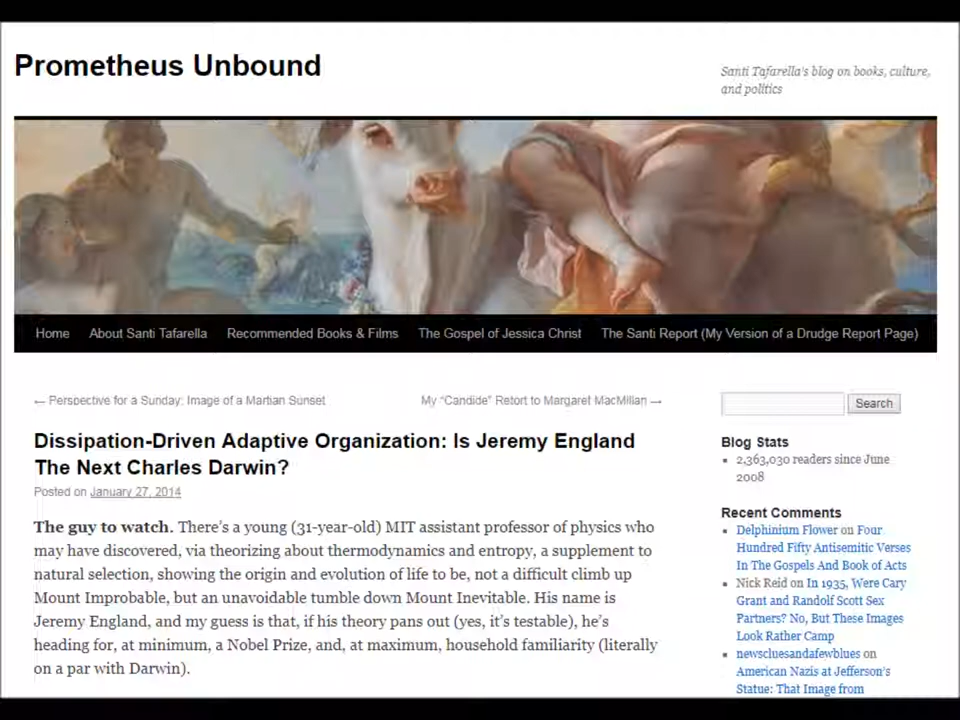 Prometheus Unbound
Santi Tafarella's blog on books, culture,
and politics
Home About Santi Tafarella Recommended Books & Films The Gospel of Jessica Christ The Santi Report (My Version of a Drudge Report Page)
← Perspective for a Sunday: Image of a Martian Sunset
My “Candide” Retort to Margaret MacMillan →
Dissipation-Driven Adaptive Organization: Is Jeremy England
The Next Charles Darwin?
Posted on January 27, 2014
The guy to watch. There's a young (31-year-old) MIT assistant professor of physics who
may have discovered, via theorizing about thermodynamics and entropy, a supplement to
natural selection, showing the origin and evolution of life to be, not a difficult climb up
Mount Improbable, but an unavoidable tumble down Mount Inevitable. His name is
Jeremy England, and my guess is that, if his theory pans out (yes, it's testable), he's
heading for, at minimum, a Nobel Prize, and, at maximum, household familiarity (literally
on a par with Darwin).
Search
Blog Stats
2,363,030 readers since June
2008
Recent Comments
Delphinium Flower on Four
Hundred Fifty Antisemitic Verses
In The Gospels And Book of Acts
Nick Reid on In 1935, Were Cary
Grant and Randolf Scott Sex
Partners? No, But These Images
Look Rather Camp
newscluesandafewblues on
American Nazis at Jefferson's
Statue: That Image from